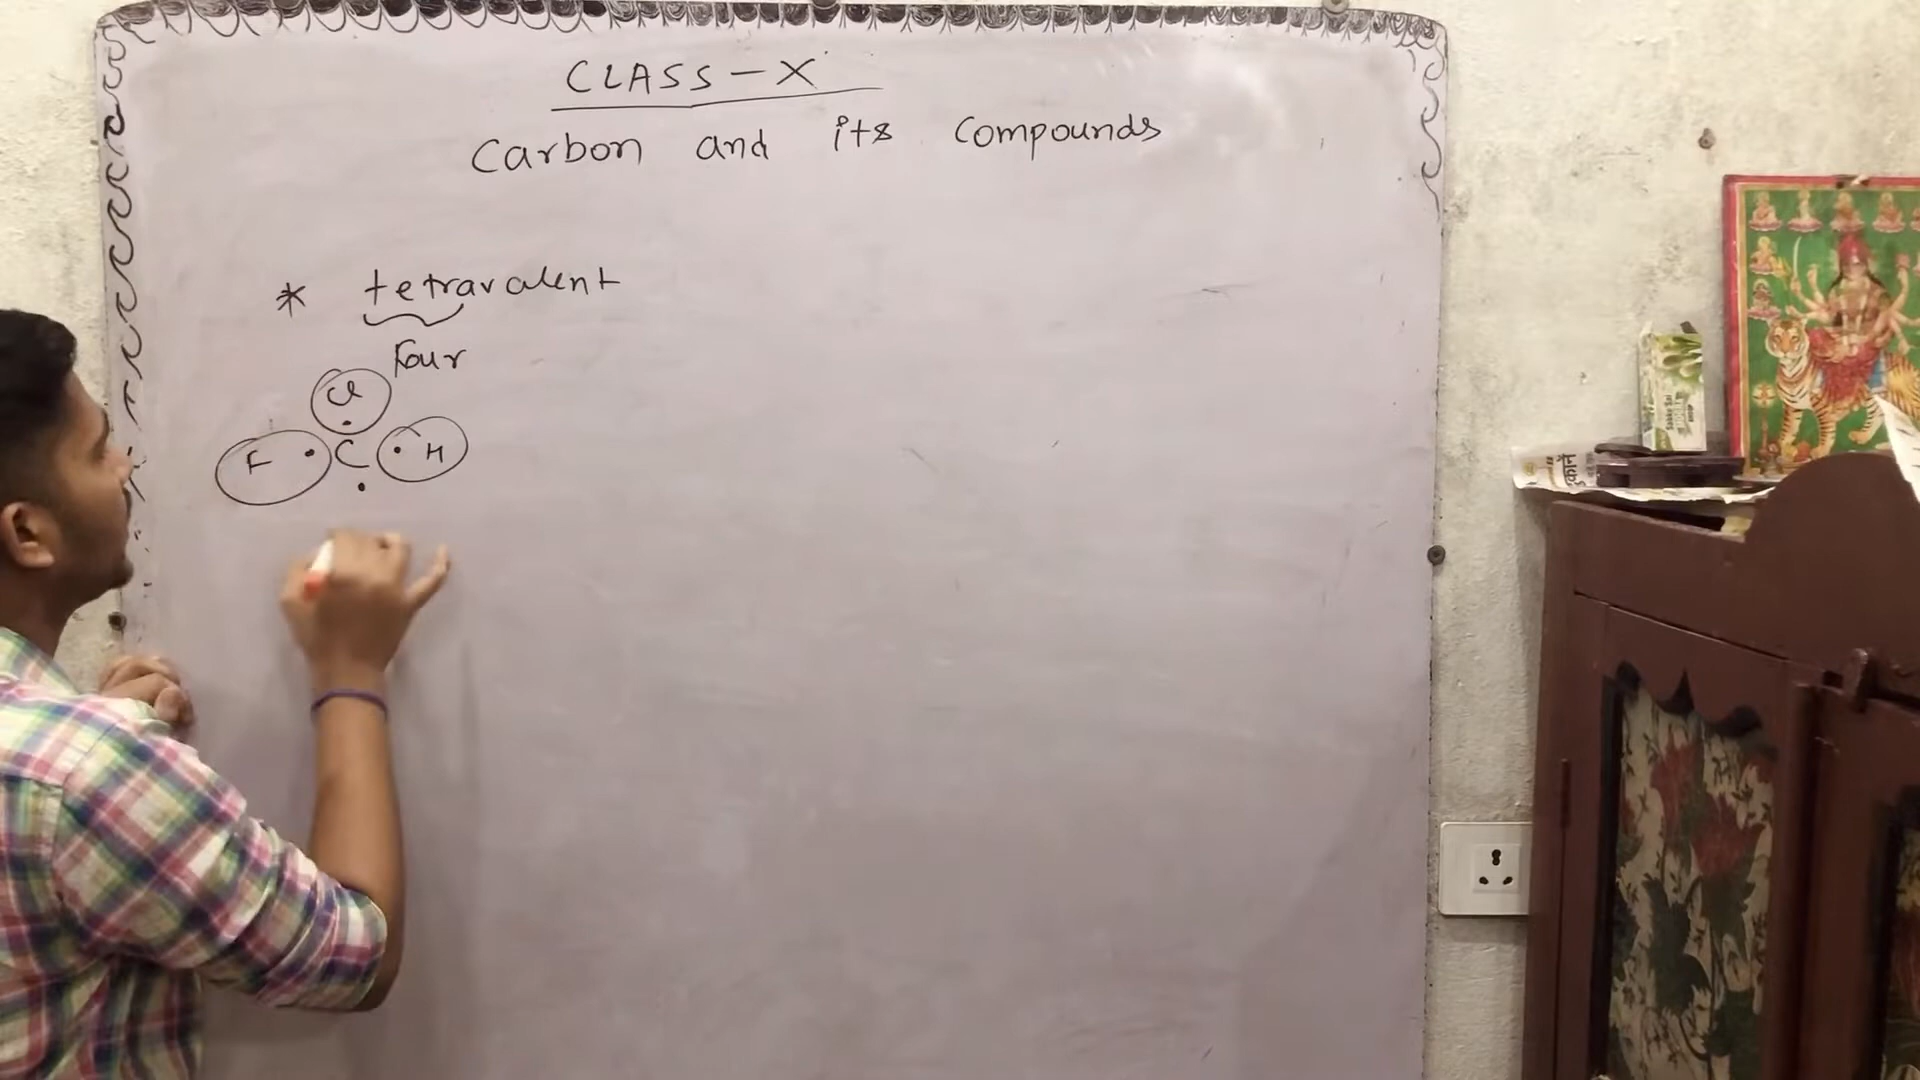 CLASS - X
Carbon and its Compounds
* tetravalent
Four
Cl
F • C • H